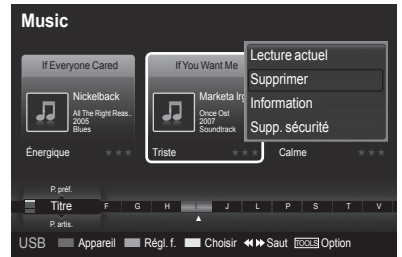 Music
If Everyone Cared
Nickelback
All The Right Reas..
2005
Blues
Énergique
If You Want Me
Marketa Irg
Once Ost
2007
Soundtrack
Triste
Calme
Lecture actuel
Supprimer
Information
Supp. sécurité
P. préf.
Titre F G H I J L P S T V
P. artis.
USB Appareil Régl. f. Choisir Saut TOOLS Option